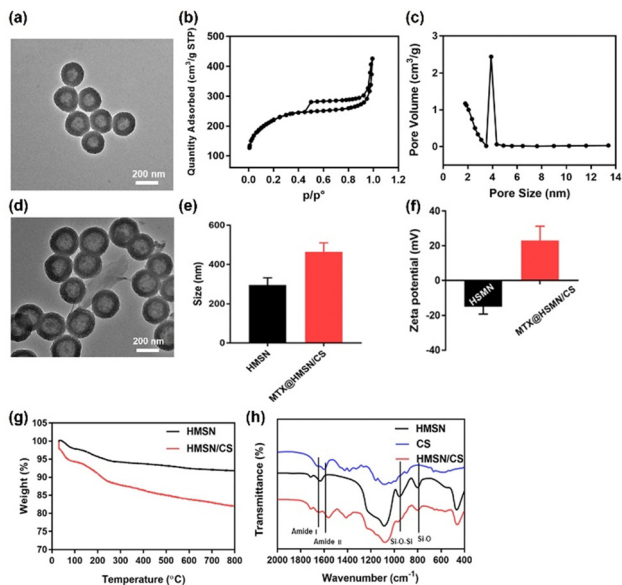 (a)
200 nm
(b)
Quantity Adsorbed (cm³/g STP)
500
400
300
200
100
0.0 0.2 0.4 0.6 0.8 1.0 1.2
p/p°
(c)
Pore Volume (cm³/g)
3
2
1
0
0 2 4 6 8 10 12 14
Pore Size (nm)
(d)
200 nm
(e)
Size (nm)
600
400
200
0
HMSN
MTX@HMSN/CS
(f)
Zeta potential (mV)
40
20
0
-20
-40
HSMN
MTX@HSMN/CS
(g)
Weight (%)
105
100
95
90
85
80
75
70
HMSN
HMSN/CS
0 100 200 300 400 500 600 700 800
Temperature (°C)
(h)
Transmittance (%)
HMSN
CS
HMSN/CS
Amide I
Amide II
Si-O-Si
Si-O
2000 1800 1600 1400 1200 1000 800 600 400
Wavenumber (cm⁻¹)